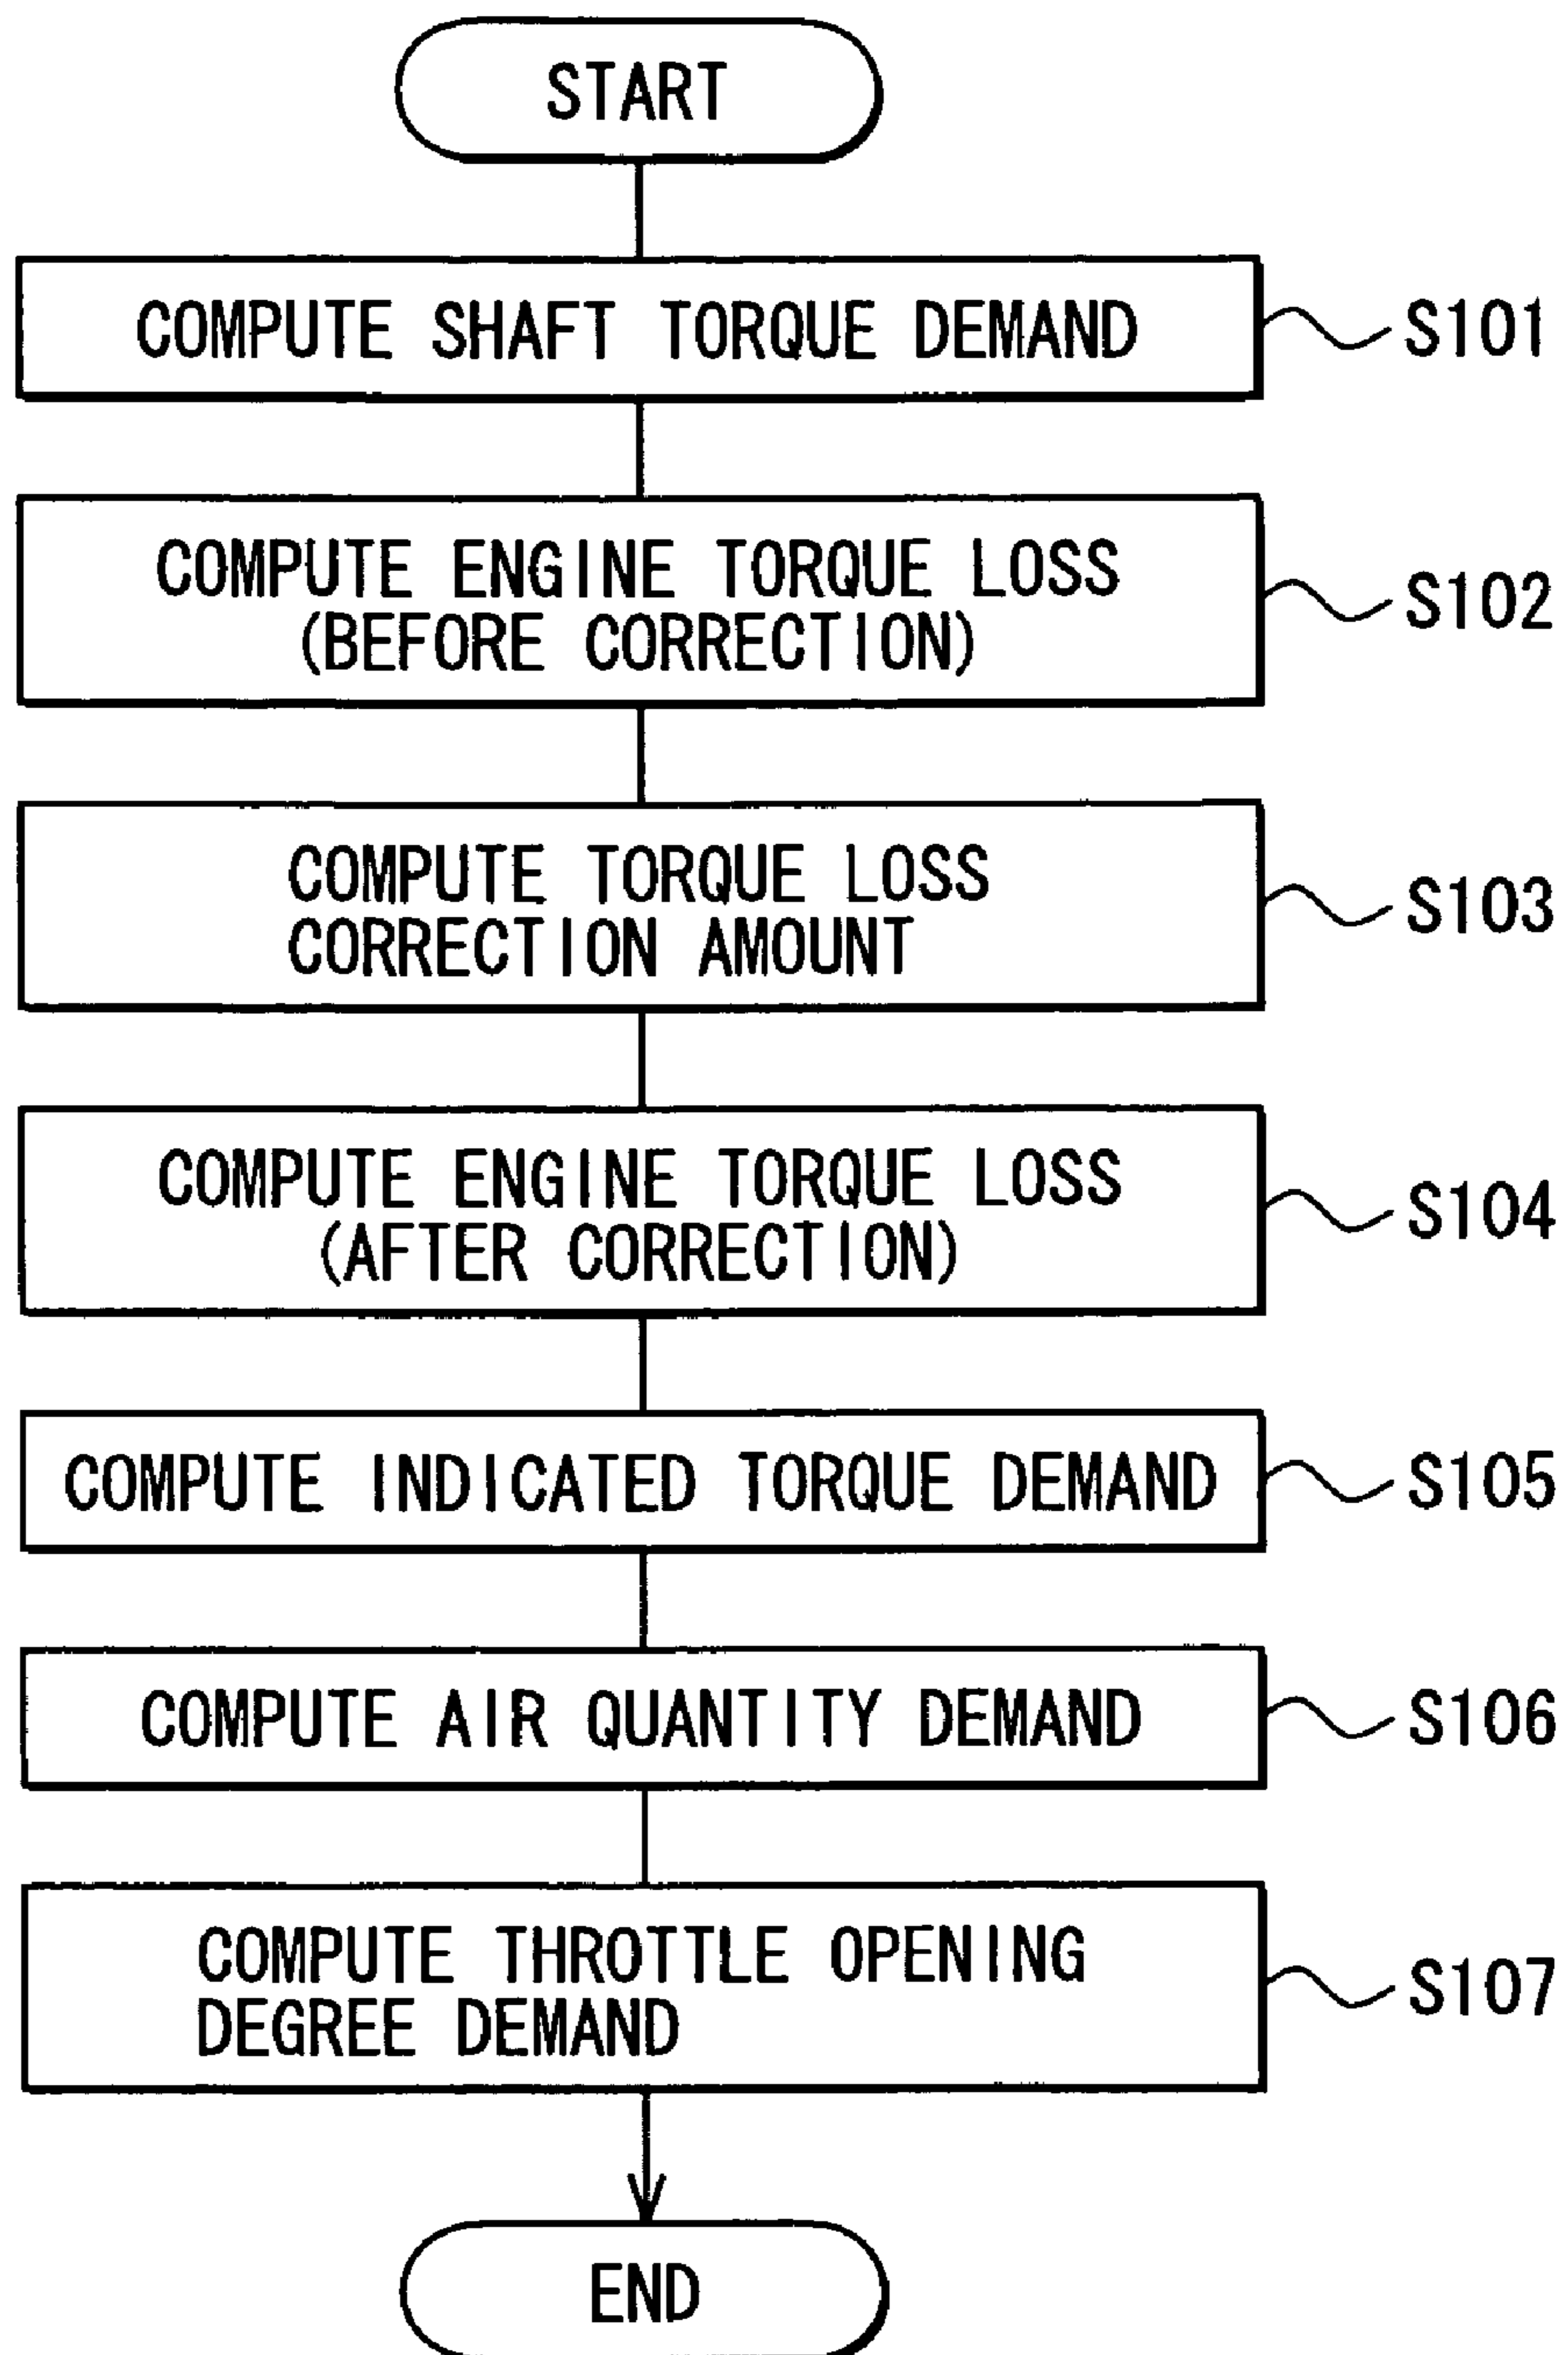 START
COMPUTE SHAFT TORQUE DEMAND
S101
COMPUTE ENGINE TORQUE LOSS
(BEFORE CORRECTION)
S102
COMPUTE TORQUE LOSS
CORRECTION AMOUNT
S103
COMPUTE ENGINE TORQUE LOSS
(AFTER CORRECTION)
S104
COMPUTE INDICATED TORQUE DEMAND
S105
COMPUTE AIR QUANTITY DEMAND
S106
COMPUTE THROTTLE OPENING
DEGREE DEMAND
S107
END